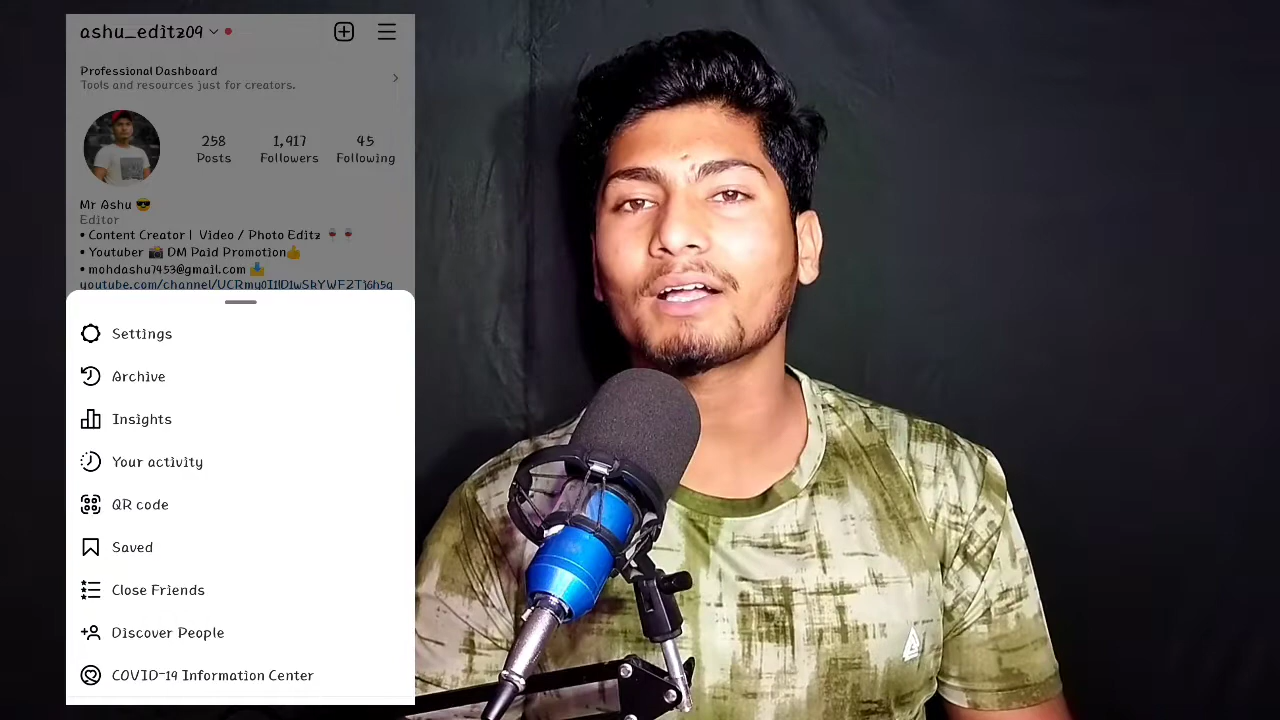 ashu_editz09
Professional Dashboard
Tools and resources just for creators.
258
1,917
45
Posts
Followers
Following
Mr Ashu 😎
Editor
• Content Creator | Video / Photo Editz 🍷 🍷
• Youtuber 📸 DM Paid Promotion👍
• mohdashu7453@gmail.com 📩
Settings
Archive
Insights
Your activity
QR code
Saved
Close Friends
Discover People
COVID-19 Information Center